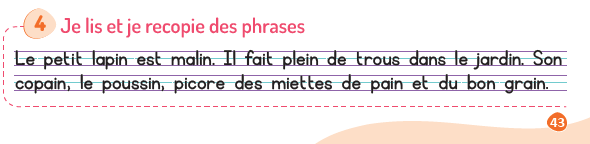 4 Je lis et je recopie des phrases
Le petit lapin est malin. Il fait plein de trous dans le jardin. Son
copain, le poussin, picore des miettes de pain et du bon grain.
43